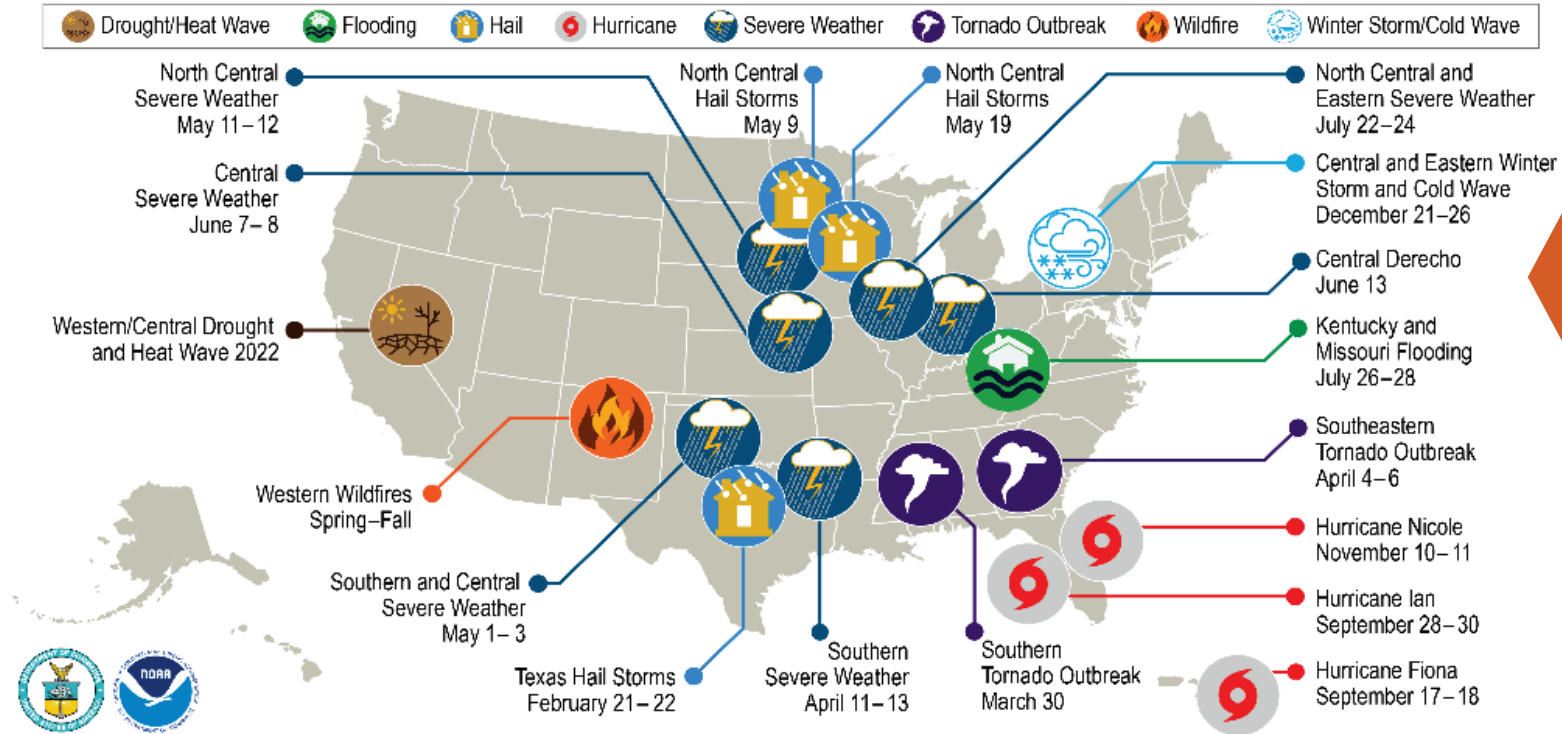 Drought/Heat Wave
Flooding
Hail
Hurricane
Severe Weather
Tornado Outbreak
Wildfire
Winter Storm/Cold Wave
North Central
Severe Weather
May 11–12
North Central
Hail Storms
May 9
North Central
Hail Storms
May 19
North Central and
Eastern Severe Weather
July 22–24
Central
Severe Weather
June 7–8
Central and Eastern Winter
Storm and Cold Wave
December 21–26
Central Derecho
June 13
Western/Central Drought
and Heat Wave 2022
Kentucky and
Missouri Flooding
July 26–28
Southeastern
Tornado Outbreak
April 4–6
Western Wildfires
Spring–Fall
Hurricane Nicole
November 10–11
Southern and Central
Severe Weather
May 1–3
Hurricane Ian
September 28–30
Texas Hail Storms
February 21–22
Southern
Severe Weather
April 11–13
Southern
Tornado Outbreak
March 30
Hurricane Fiona
September 17–18
NOAA